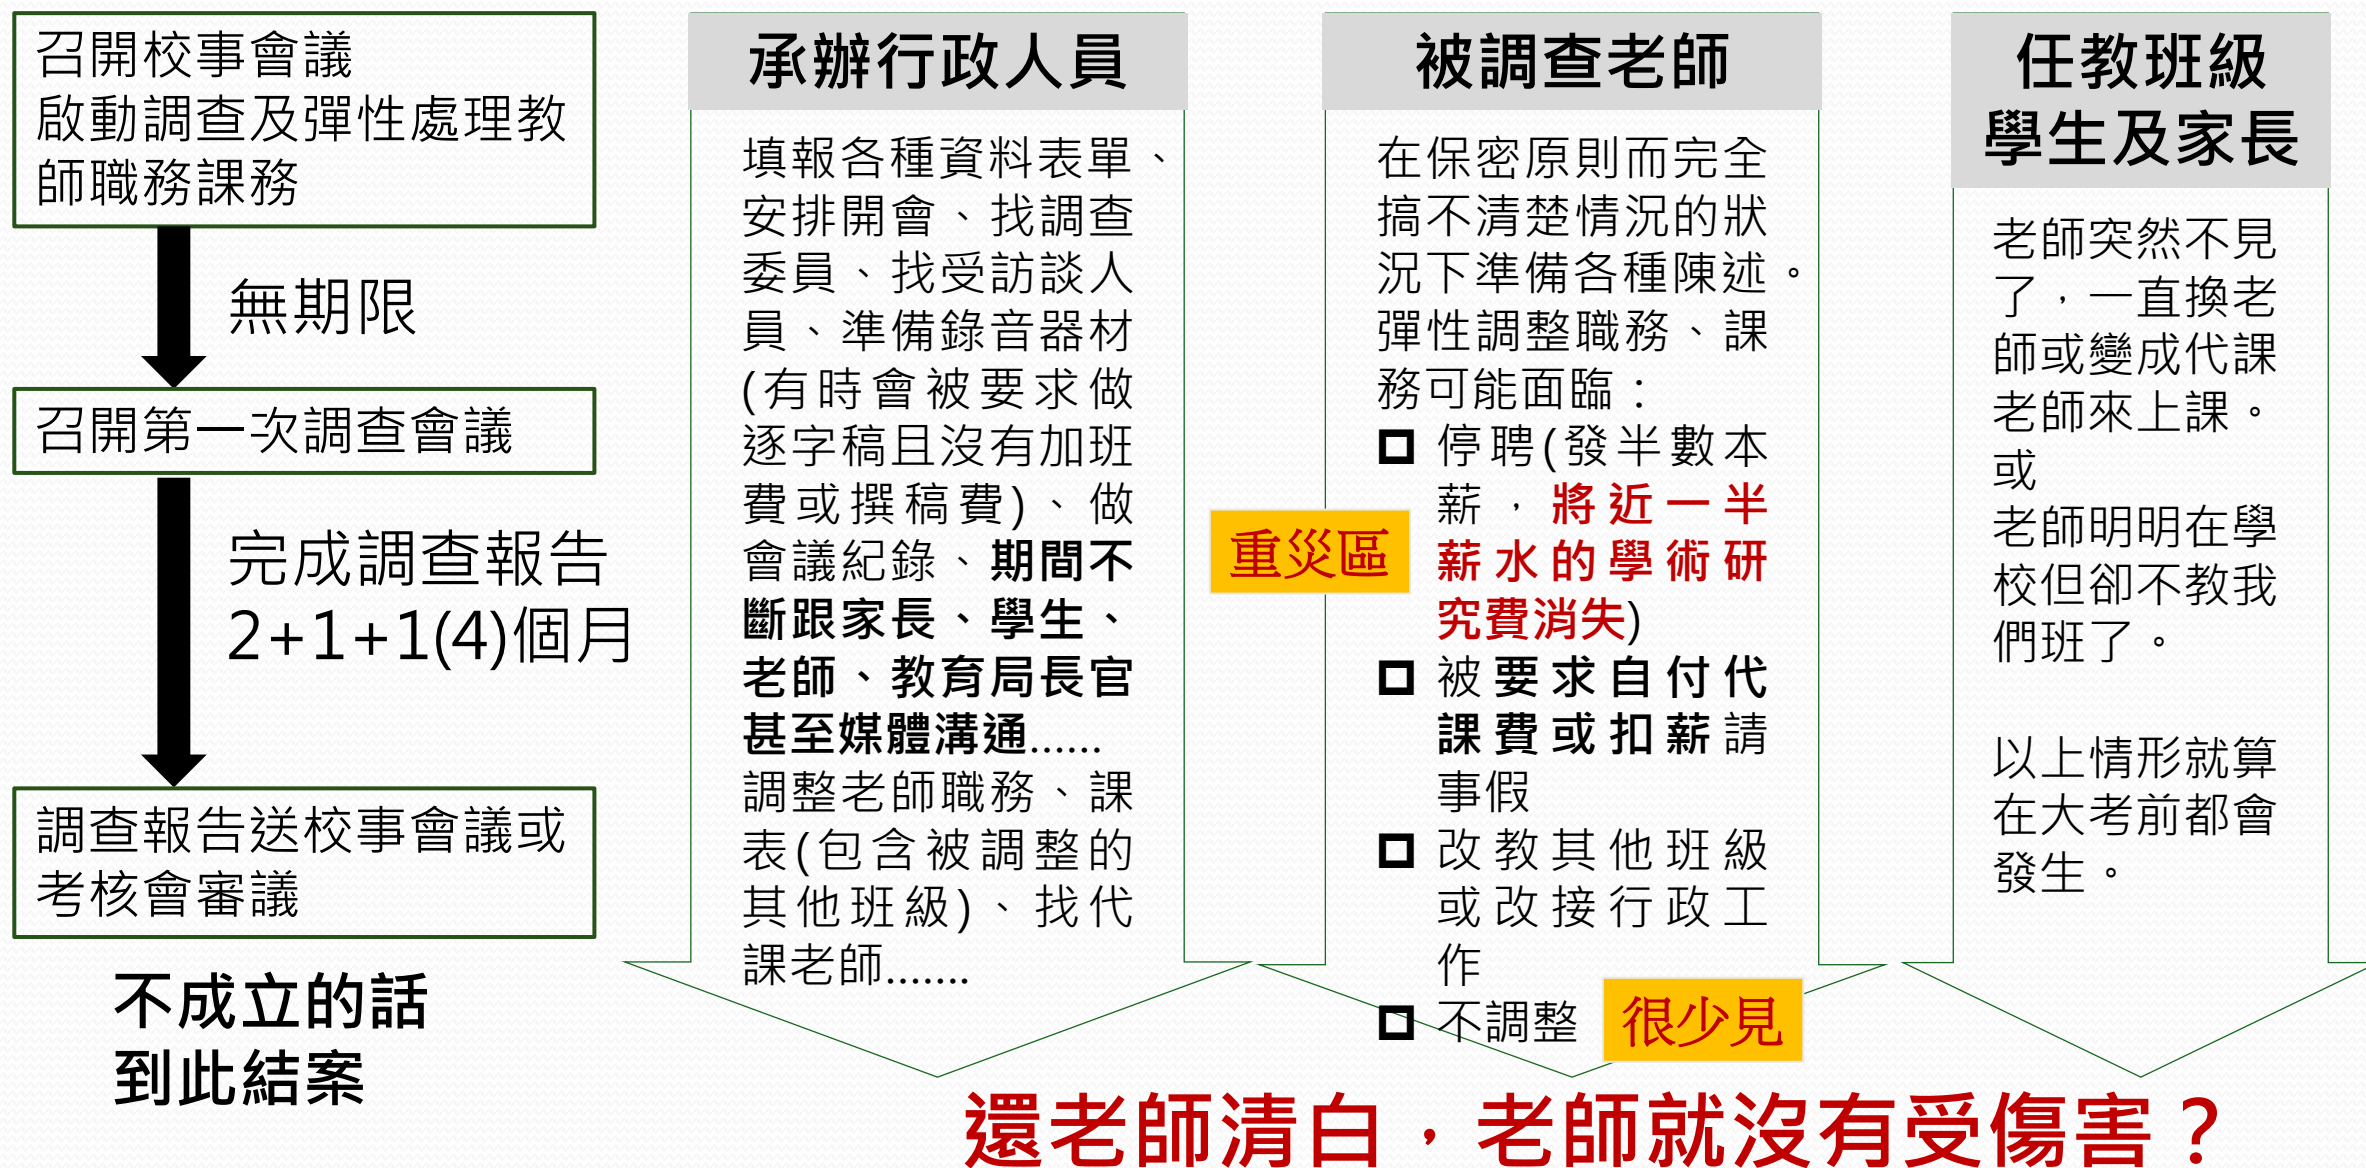 召開校事會議
啟動調查及彈性處理教
師職務課務
無期限
召開第一次調查會議
完成調查報告
2+1+1(4)個月
調查報告送校事會議或
考核會審議
不成立的話
到此結案
承辦行政人員
填報各種資料表單、
安排開會、找調查
委員、找受訪談人
員、準備錄音器材
(有時會被要求做
逐字稿且沒有加班
費或撰稿費)、做
會議紀錄、期間不
斷跟家長、學生、
老師、教育局長官
甚至媒體溝通……
調整老師職務、課
表(包含被調整的
其他班級)、找代
課老師.......
重災區
被調查老師
在保密原則而完全
搞不清楚情況的狀
況下準備各種陳述。
彈性調整職務、課
務可能面臨：
停聘(發半數本
薪，將近一半
薪水的學術研
究費消失)
被要求自付代
課費或扣薪請
事假
改教其他班級
或改接行政工
作
不調整
很少見
任教班級
學生及家長
老師突然不見
了，一直換老
師或變成代課
老師來上課。
或
老師明明在學
校但卻不教我
們班了。
以上情形就算
在大考前都會
發生。
還老師清白，老師就沒有受傷害？